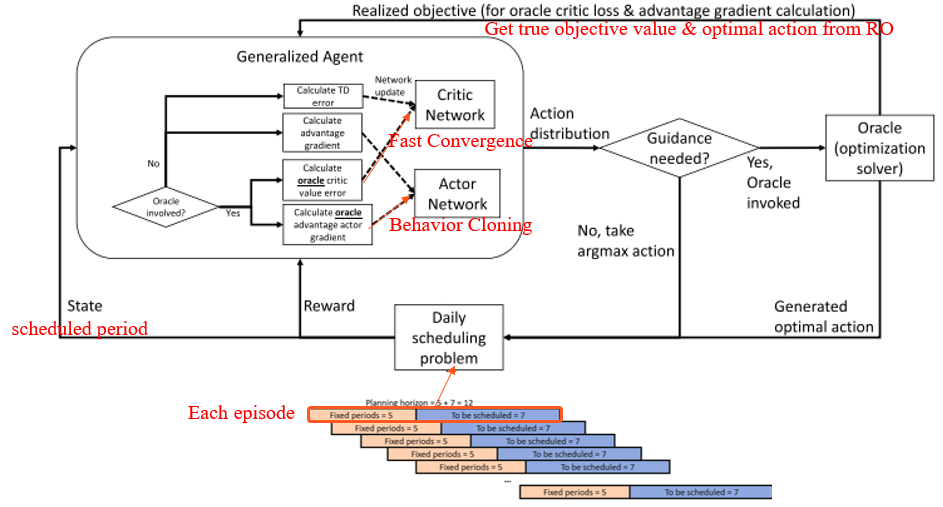 Realized objective (for oracle critic loss & advantage gradient calculation)
Get true objective value & optimal action from RO
Generalized Agent
Calculate TD
error
Network
update
Critic
Network
Calculate
advantage
gradient
Fast Convergence
No
Calculate
oracle critic
value error
Oracle
involved?
Yes
Calculate oracle
advantage actor
gradient
Actor
Network
Behavior Cloning
Action
distribution
Guidance
needed?
Yes,
Oracle
invoked
Oracle
(optimization
solver)
No, take
argmax action
State
scheduled period
Reward
Daily
scheduling
problem
Generated
optimal action
Planning horizon = 5 + 7 = 12
Each episode
Fixed periods = 5 To be scheduled = 7
Fixed periods = 5 To be scheduled = 7
Fixed periods = 5 To be scheduled = 7
Fixed periods = 5 To be scheduled = 7
Fixed periods = 5 To be scheduled = 7
...
Fixed periods = 5 To be scheduled = 7